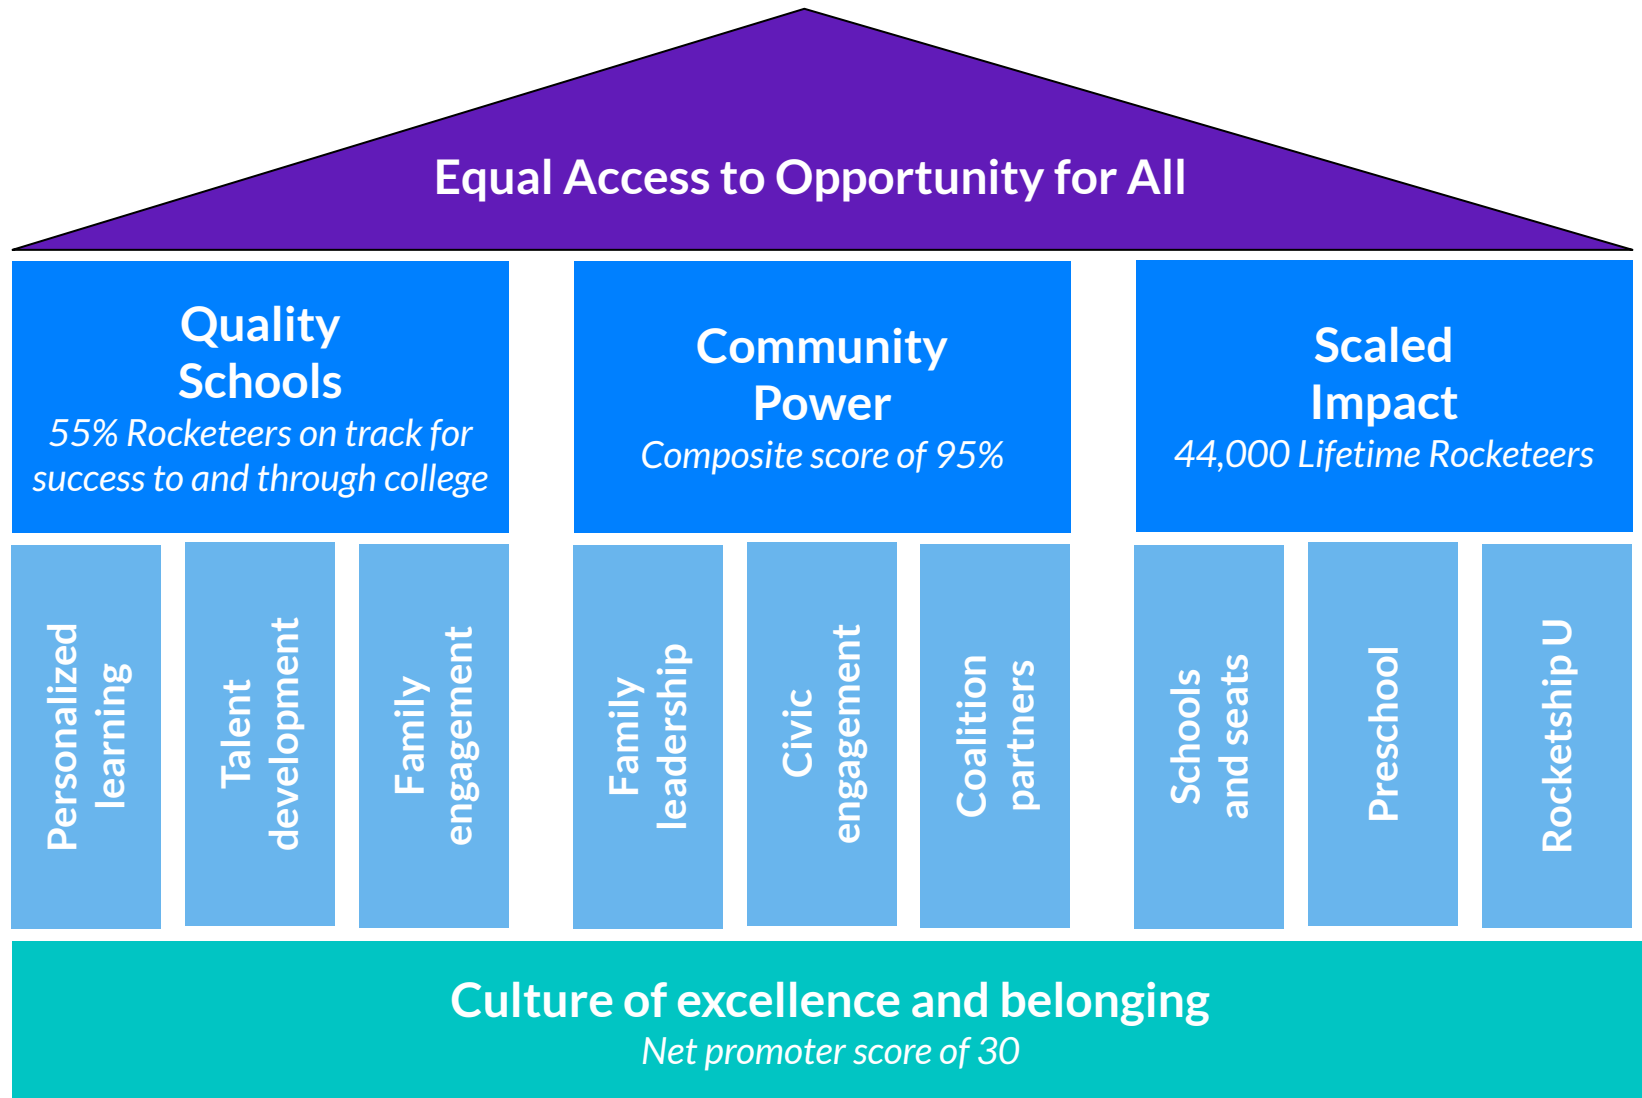 Equal Access to Opportunity for All
Quality
Schools
55% Rocketeers on track for
success to and through college
Community
Power
Composite score of 95%
Scaled
Impact
44,000 Lifetime Rocketeers
Personalized
learning
Talent
development
Family
engagement
Family
leadership
Civic
engagement
Coalition
partners
Schools
and seats
Preschool
Rocketship U
Culture of excellence and belonging
Net promoter score of 30